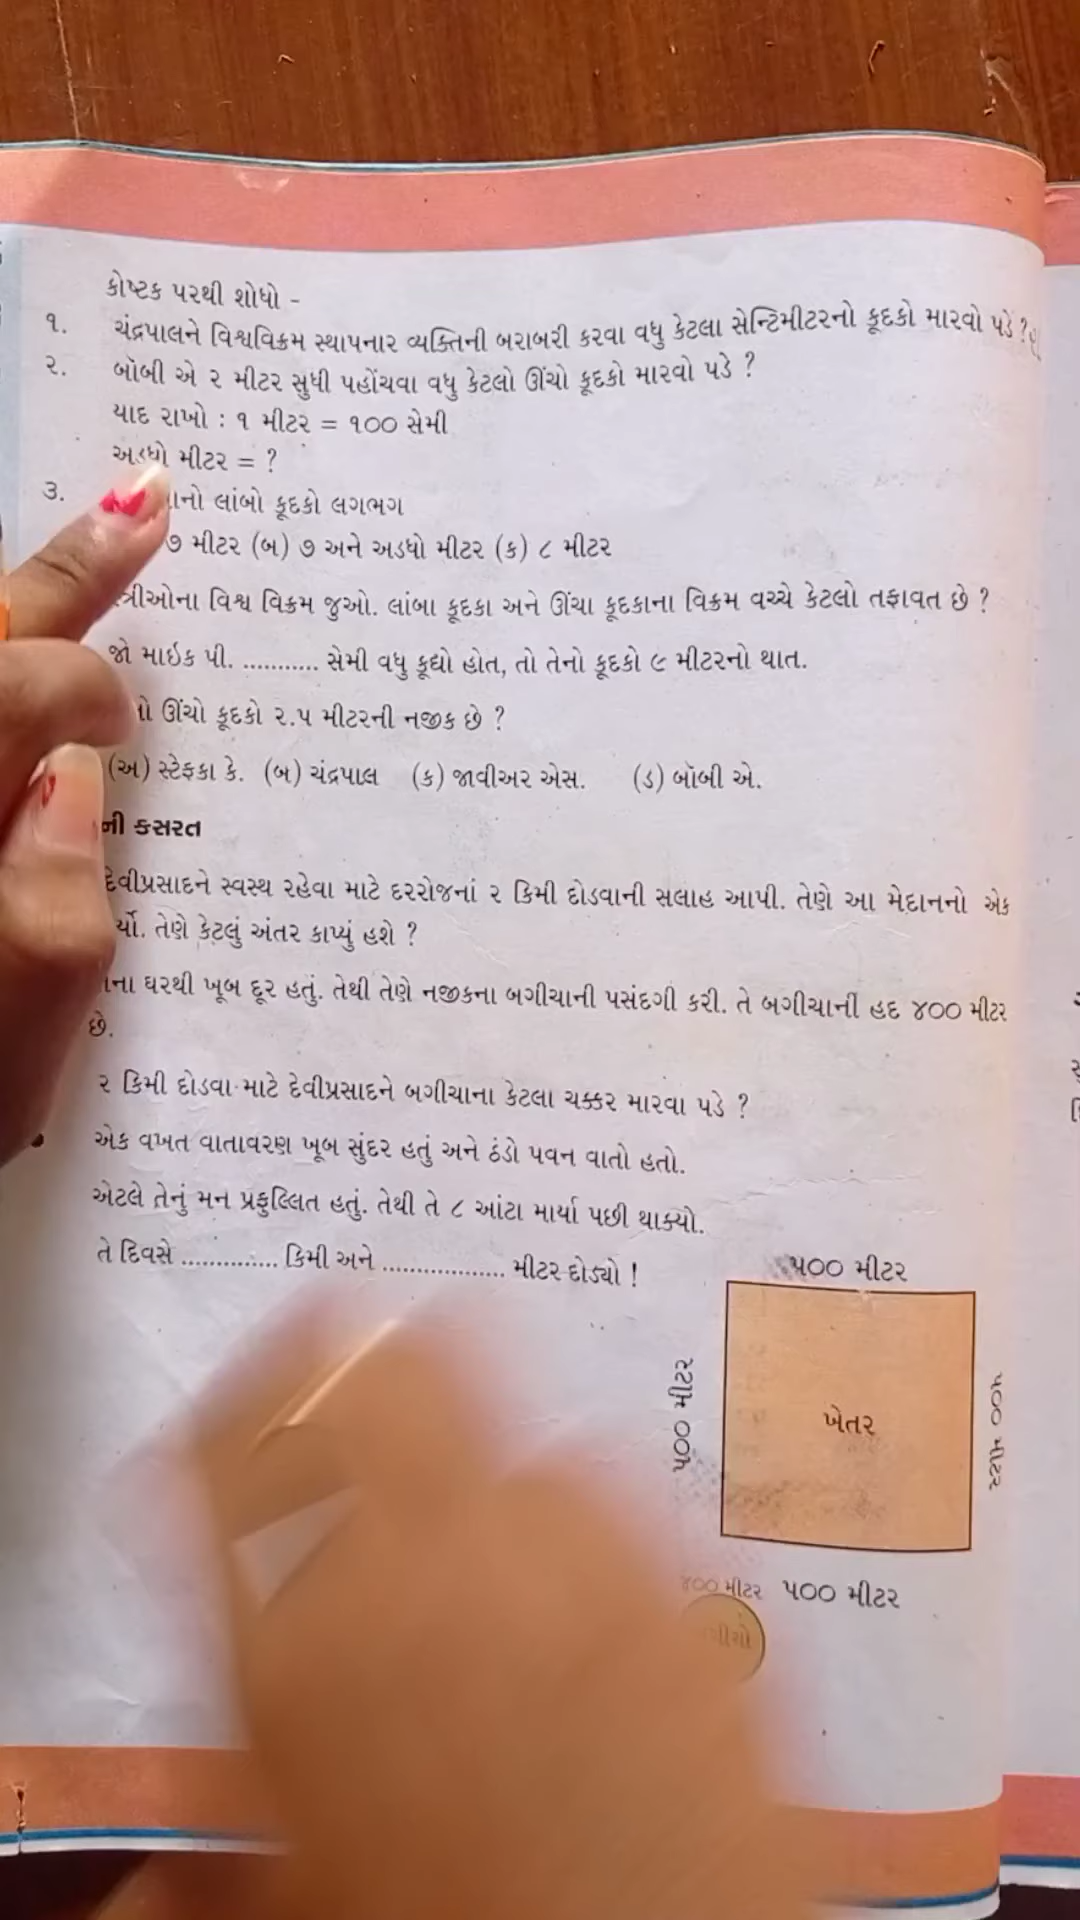 કોષ્ટક પરથી શોધો -
૧. ચંદ્રપાલને વિશ્વવિક્રમ સ્થાપનાર વ્યક્તિની બરાબરી કરવા વધુ કેટલા સેન્ટિમીટરનો કૂદકો મારવો પડે ?
૨. બૉબી એ ૨ મીટર સુધી પહોંચવા વધુ કેટલો ઊંચો કૂદકો મારવો પડે ?
યાદ રાખો : ૧ મીટર = ૧૦૦ સેમી
અડધો મીટર = ?
૩. લાંબો કૂદકો લગભગ
૭ મીટર (બ) ૭ અને અડધો મીટર (ક) ૮ મીટર
વિશ્વ વિક્રમ જુઓ. લાંબા કૂદકા અને ઊંચા કૂદકાના વિક્રમ વચ્ચે કેટલો તફાવત છે ?
જો માઇક પી. ........... સેમી વધુ કૂદ્યો હોત, તો તેનો કૂદકો ૯ મીટરનો થાત.
ઊંચો કૂદકો ૨.૫ મીટરની નજીક છે ?
(અ) સ્ટેફકા કે. (બ) ચંદ્રપાલ (ક) જાવીઅર એસ. (ડ) બૉબી એ.
કસરત
દેવીપ્રસાદને સ્વસ્થ રહેવા માટે દરરોજનાં ૨ કિમી દોડવાની સલાહ આપી. તેણે આ મેદાનનો એક
તેણે કેટલું અંતર કાપ્યું હશે ?
ઘરથી ખૂબ દૂર હતું. તેથી તેણે નજીકના બગીચાની પસંદગી કરી. તે બગીચાની હદ ૪૦૦ મીટર
છે.
૨ કિમી દોડવા માટે દેવીપ્રસાદને બગીચાના કેટલા ચક્કર મારવા પડે ?
એક વખત વાતાવરણ ખૂબ સુંદર હતું અને ઠંડો પવન વાતો હતો.
એટલે તેનું મન પ્રફુલ્લિત હતું. તેથી તે ૮ આંટા માર્યા પછી થાક્યો.
તે દિવસે ............. કિમી અને ................. મીટર દોડ્યો !
૫૦૦ મીટર
૫૦૦ મીટર
ખેતર
૫૦૦ મીટર
૪૦૦ મીટર ૫૦૦ મીટર